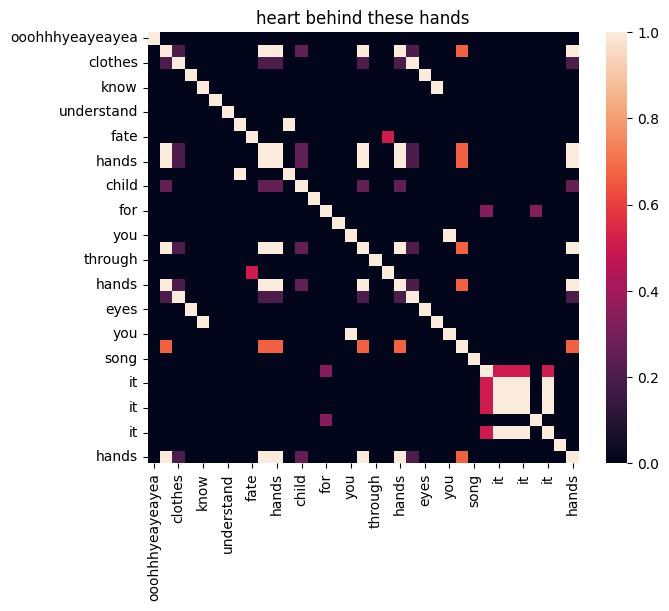 heart behind these hands
ooohhhyeayeayea
clothes
know
understand
fate
hands
child
for
you
through
hands
eyes
you
song
it
it
it
hands
1.0
0.8
0.6
0.4
0.2
0.0
ooohhhyeayeayea
clothes
know
understand
fate
hands
child
for
you
through
hands
eyes
you
song
it
it
it
hands